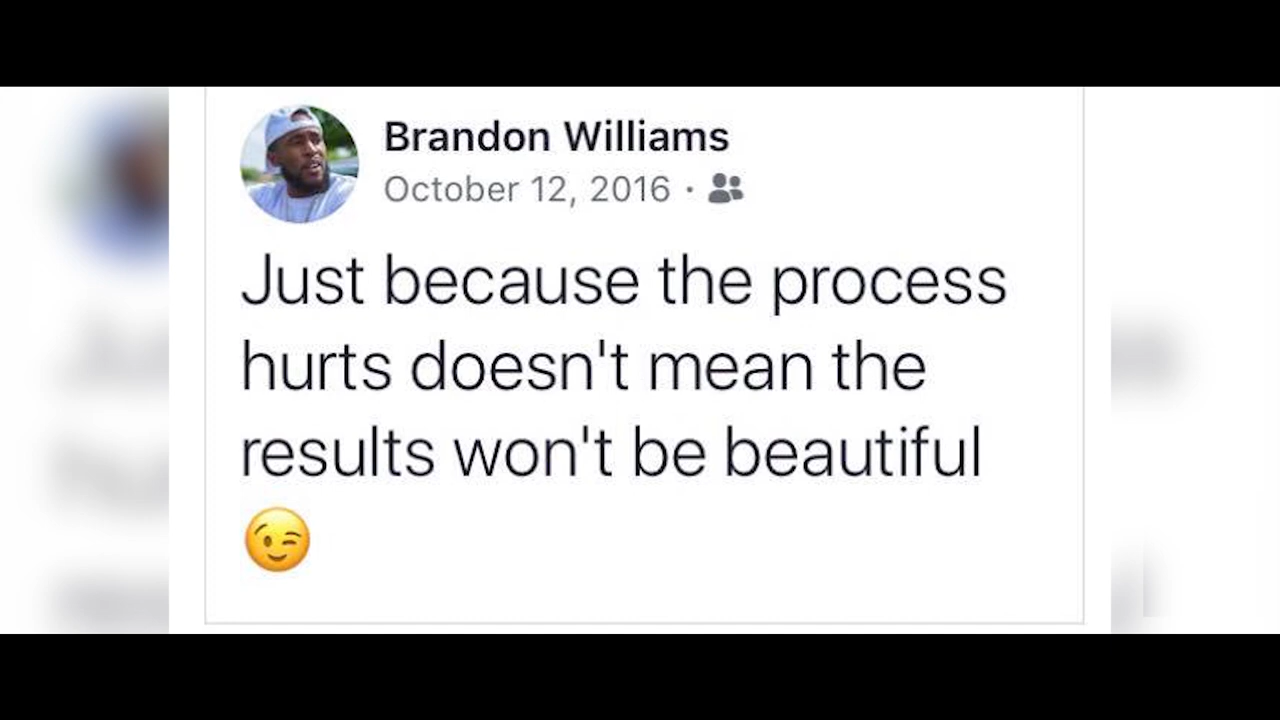 Brandon Williams
October 12, 2016 ·
Just because the process
hurts doesn't mean the
results won't be beautiful
😉